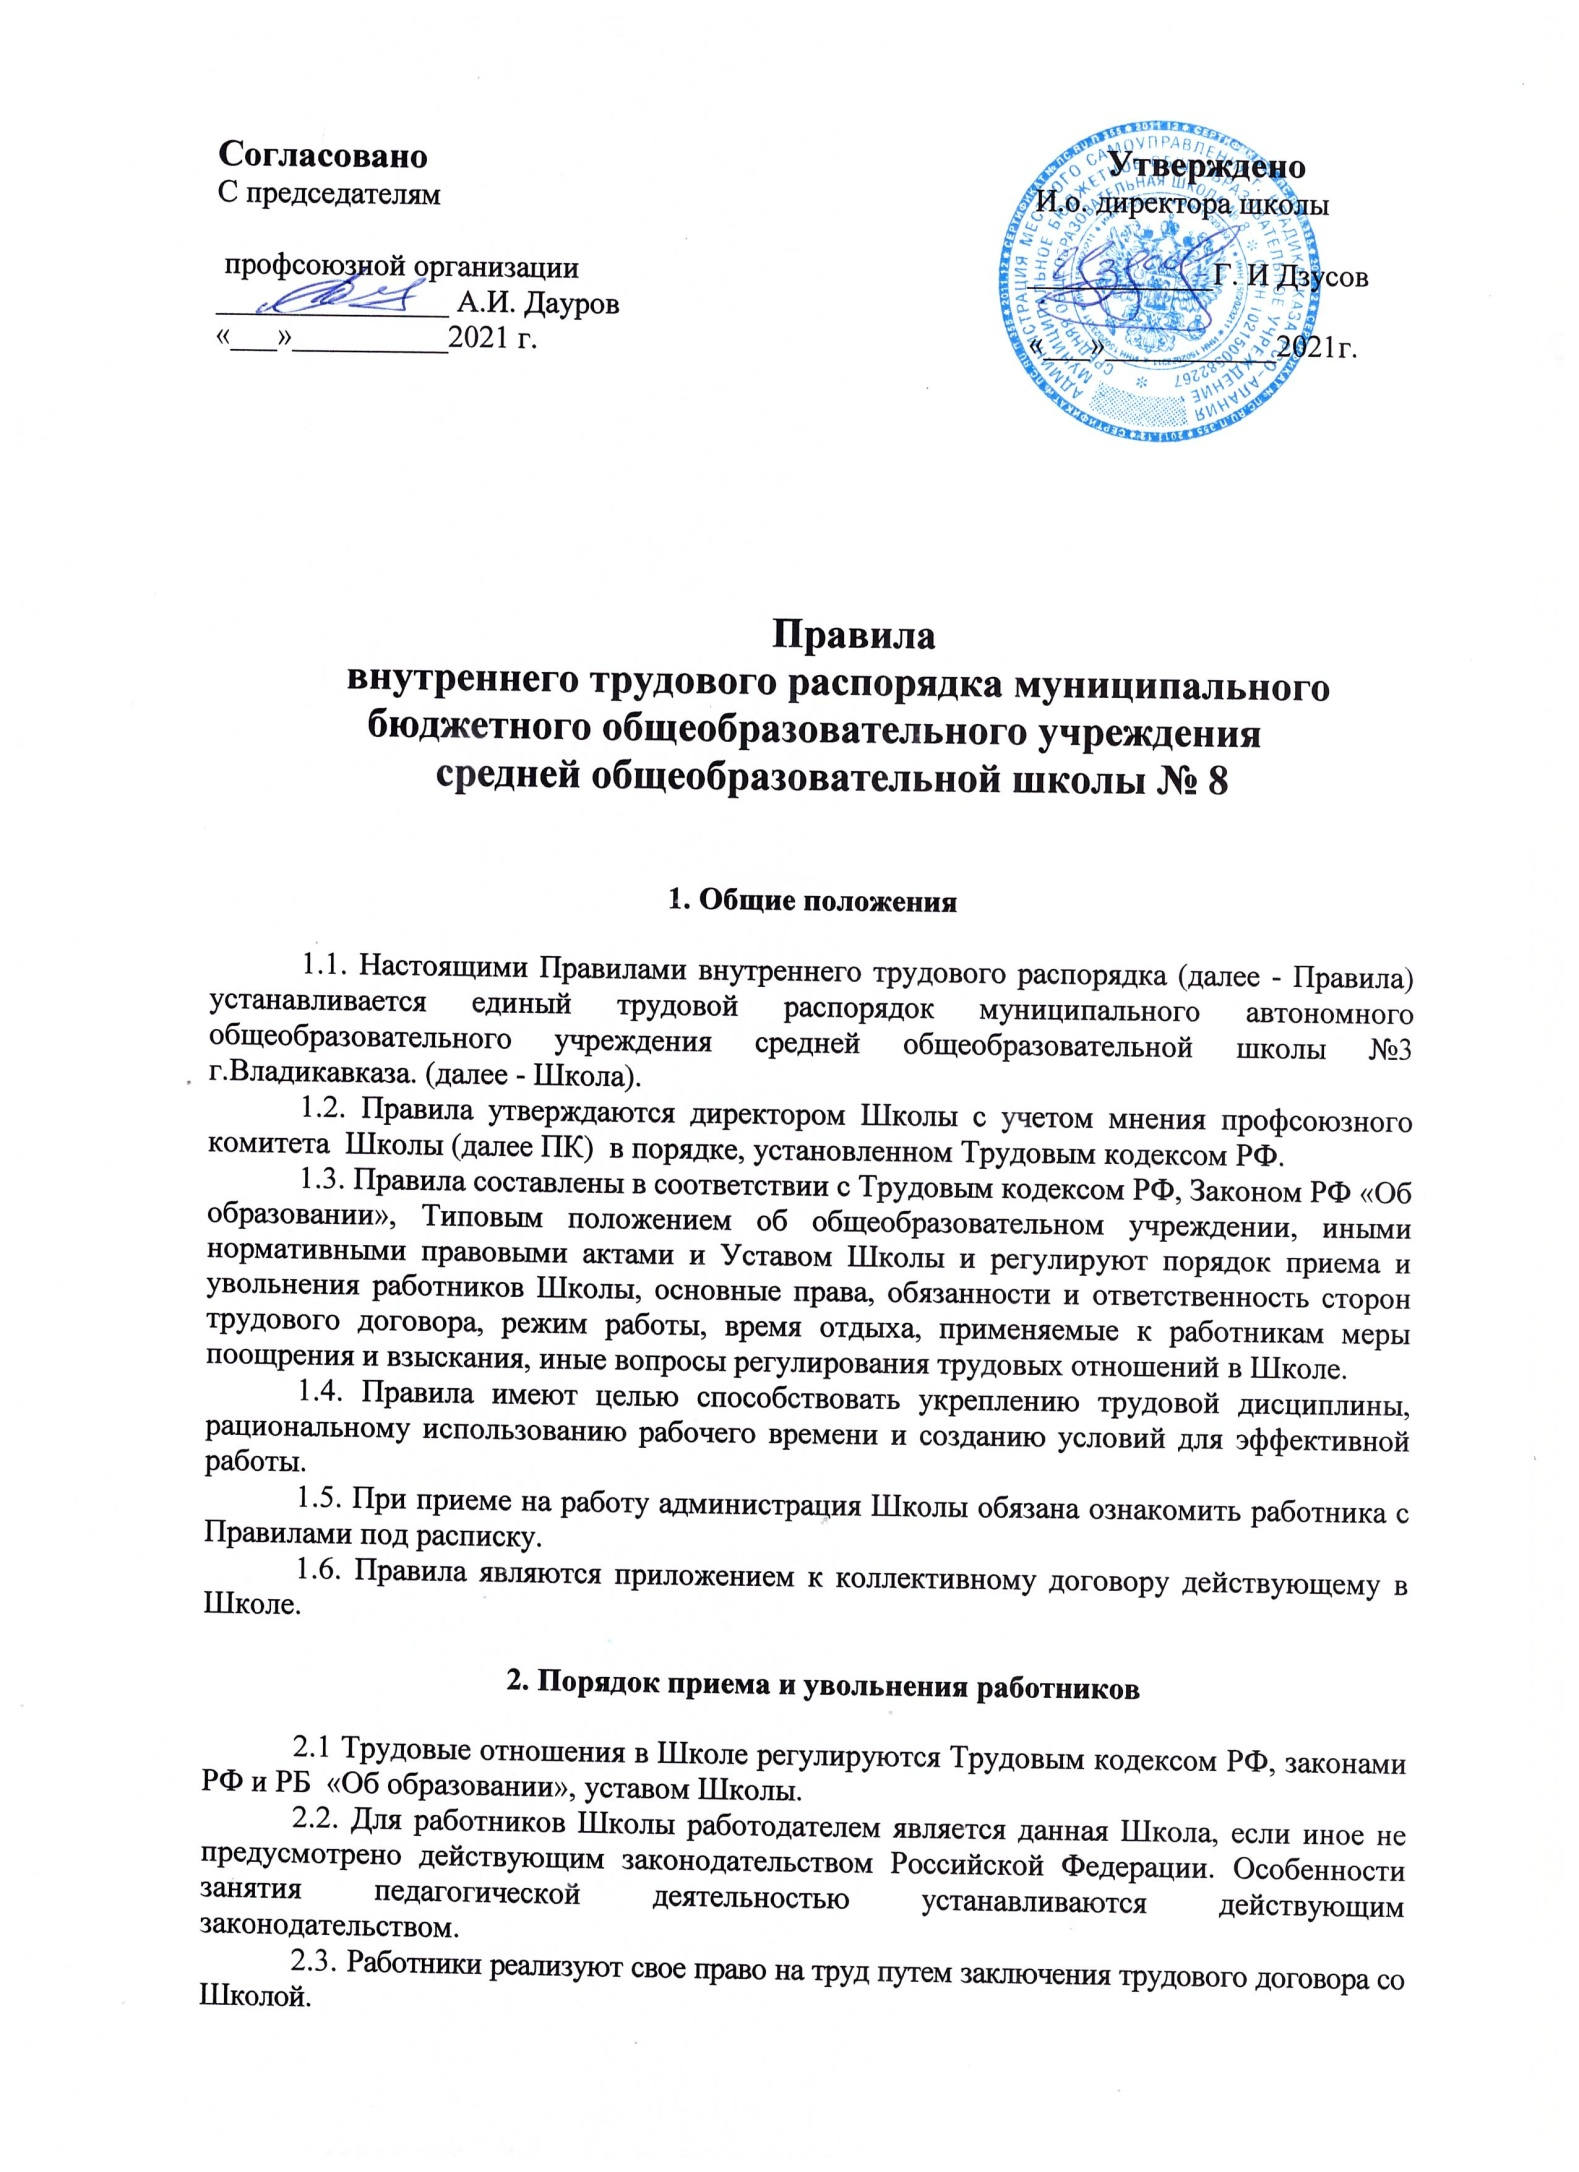 Согласовано
С председателям
профсоюзной организации
_______________ А.И. Дауров
«___»__________2021 г.
Утверждено
И.о. директора школы
____________Г. И Дзусов
«___»___________2021г.
Правила
внутреннего трудового распорядка муниципального
бюджетного общеобразовательного учреждения
средней общеобразовательной школы № 8
1. Общие положения
1.1. Настоящими Правилами внутреннего трудового распорядка (далее - Правила)
устанавливается единый трудовой распорядок муниципального автономного
общеобразовательного учреждения средней общеобразовательной школы №3
г.Владикавказа. (далее - Школа).
1.2. Правила утверждаются директором Школы с учетом мнения профсоюзного
комитета Школы (далее ПК) в порядке, установленном Трудовым кодексом РФ.
1.3. Правила составлены в соответствии с Трудовым кодексом РФ, Законом РФ «Об
образовании», Типовым положением об общеобразовательном учреждении, иными
нормативными правовыми актами и Уставом Школы и регулируют порядок приема и
увольнения работников Школы, основные права, обязанности и ответственность сторон
трудового договора, режим работы, время отдыха, применяемые к работникам меры
поощрения и взыскания, иные вопросы регулирования трудовых отношений в Школе.
1.4. Правила имеют целью способствовать укреплению трудовой дисциплины,
рациональному использованию рабочего времени и созданию условий для эффективной
работы.
1.5. При приеме на работу администрация Школы обязана ознакомить работника с
Правилами под расписку.
1.6. Правила являются приложением к коллективному договору действующему в
Школе.
2. Порядок приема и увольнения работников
2.1 Трудовые отношения в Школе регулируются Трудовым кодексом РФ, законами
РФ и РБ «Об образовании», уставом Школы.
2.2. Для работников Школы работодателем является данная Школа, если иное не
предусмотрено действующим законодательством Российской Федерации. Особенности
занятия педагогической деятельностью устанавливаются действующим
законодательством.
2.3. Работники реализуют свое право на труд путем заключения трудового договора со
Школой.